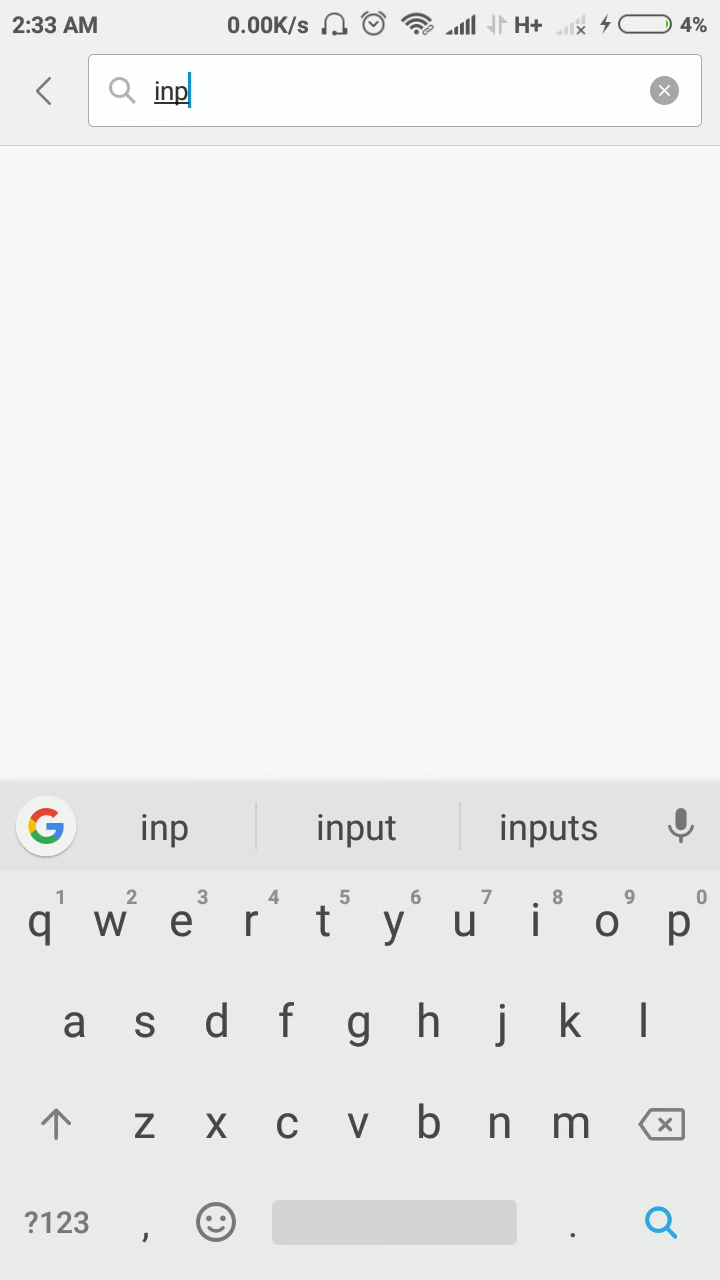 2:33 AM 0.00K/s H+ 4%
inp
inp input inputs
1 2 3 4 5 6 7 8 9 0
q w e r t y u i o p
a s d f g h j k l
z x c v b n m
?123 , .